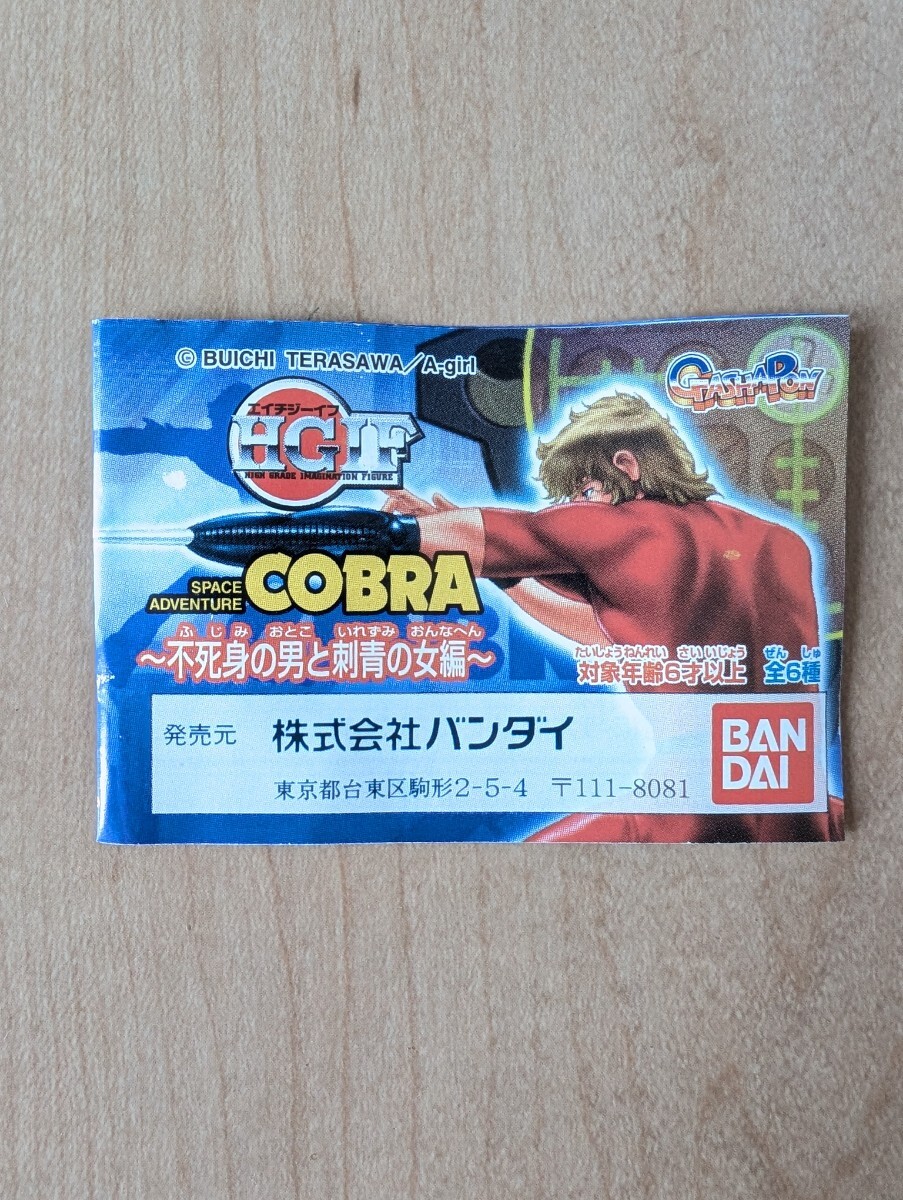 © BUICHI TERASAWA/A-girl
GASHAPON
エイチジーイフ
HGIF
HIGH GRADE IMAGINATION FIGURE
SPACE ADVENTURE COBRA
ふじみ おとこ いれずみ おんなへん
～不死身の男と刺青の女編～
たいしょうねんれい さいいじょう ぜん しゅ
対象年齢6才以上 全6種
発売元 株式会社バンダイ
東京都台東区駒形2-5-4 〒111-8081
BAN
DAI